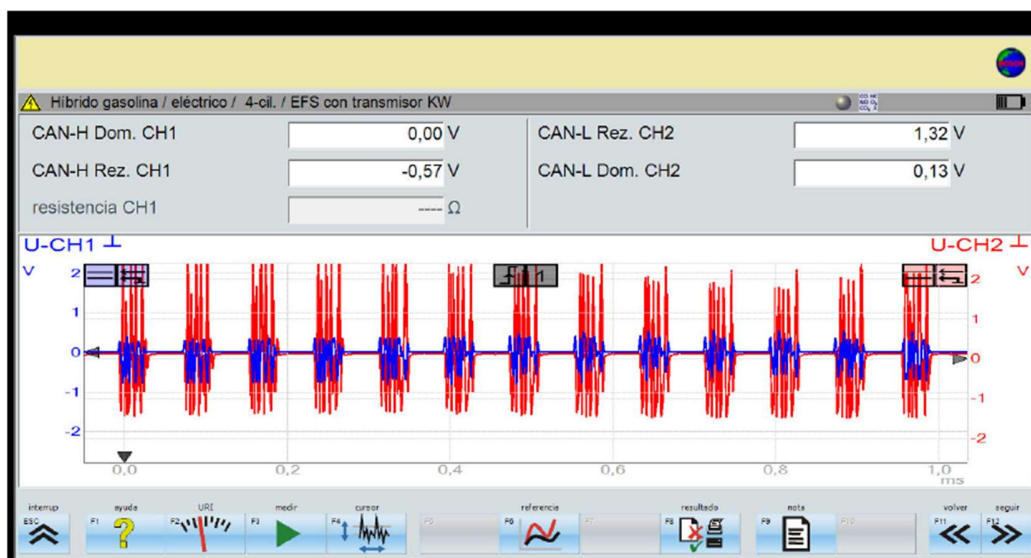 BOSCH
Híbrido gasolina / eléctrico / 4-cil. / EFS con transmisor KW
CAN-H Dom. CH1 0,00 V CAN-L Rez. CH2 1,32 V
CAN-H Rez. CH1 -0,57 V CAN-L Dom. CH2 0,13 V
resistencia CH1 ---- Ω
U-CH1 U-CH2
V 2 2 V
1 1
0 0
-1 -1
-2 -2
0,0 0,2 0,4 0,6 0,8 1,0
ms
interrup ayuda URI medir cursor referencia resultado nota volver seguir
ESC F1 F2 F3 F4 F5 F6 F7 F8 F9 F10 F11 F12